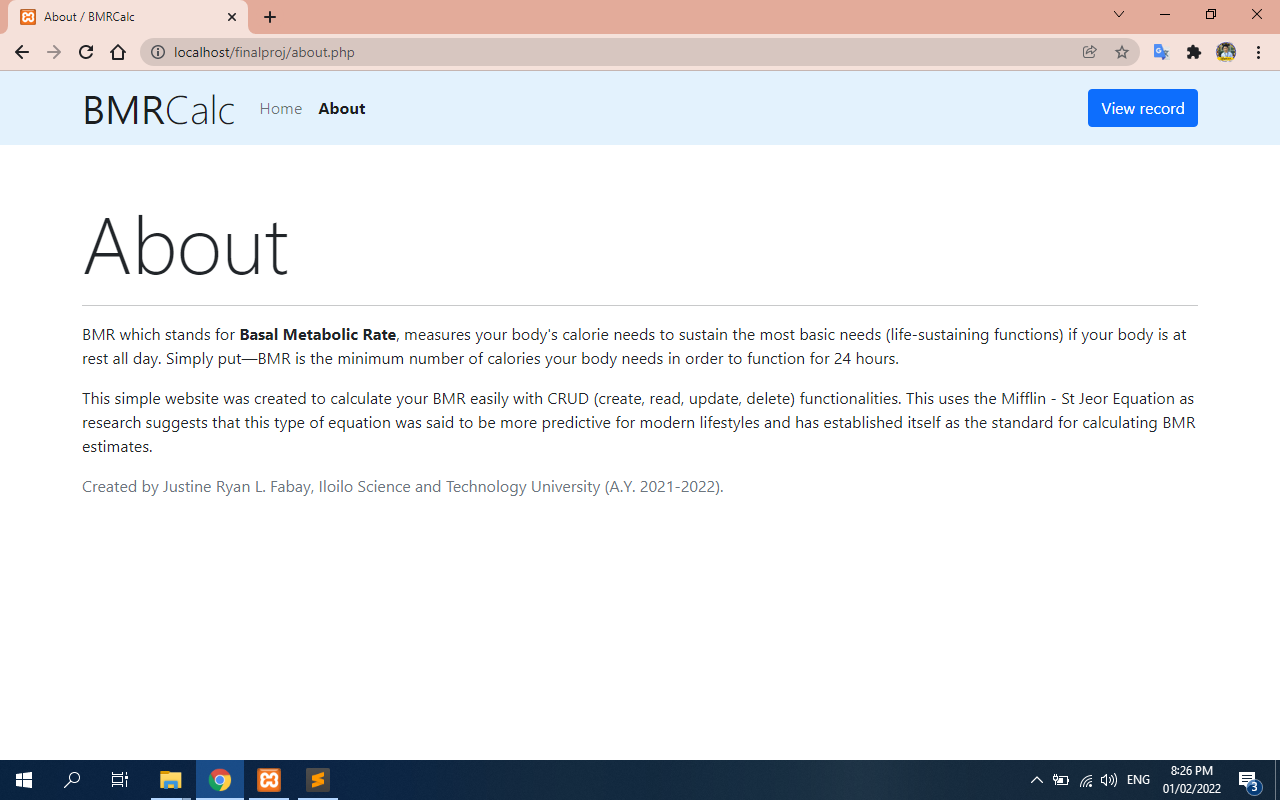 About / BMRCalc
localhost/finalproj/about.php
BMRCalc Home About View record
About
BMR which stands for Basal Metabolic Rate, measures your body's calorie needs to sustain the most basic needs (life-sustaining functions) if your body is at
rest all day. Simply put—BMR is the minimum number of calories your body needs in order to function for 24 hours.
This simple website was created to calculate your BMR easily with CRUD (create, read, update, delete) functionalities. This uses the Mifflin - St Jeor Equation as
research suggests that this type of equation was said to be more predictive for modern lifestyles and has established itself as the standard for calculating BMR
estimates.
Created by Justine Ryan L. Fabay, Iloilo Science and Technology University (A.Y. 2021-2022).
ENG
8:26 PM
01/02/2022
3